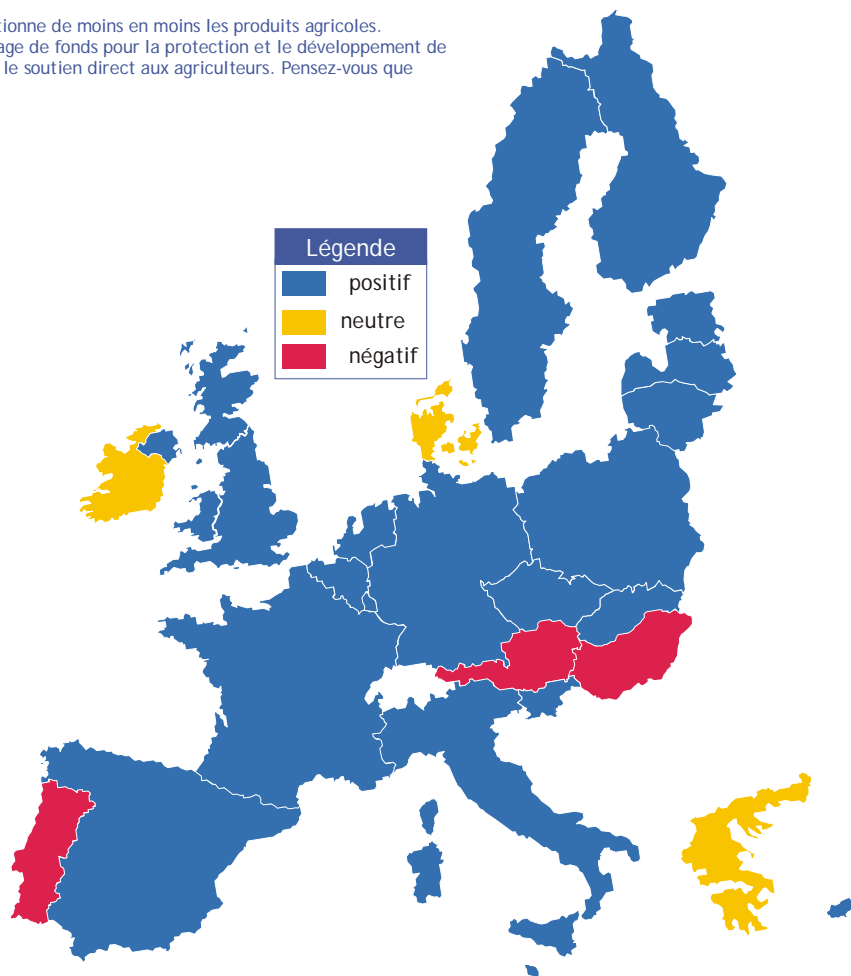 tionne de moins en moins les produits agricoles.
age de fonds pour la protection et le développement de
le soutien direct aux agriculteurs. Pensez-vous que
Légende
positif
neutre
négatif